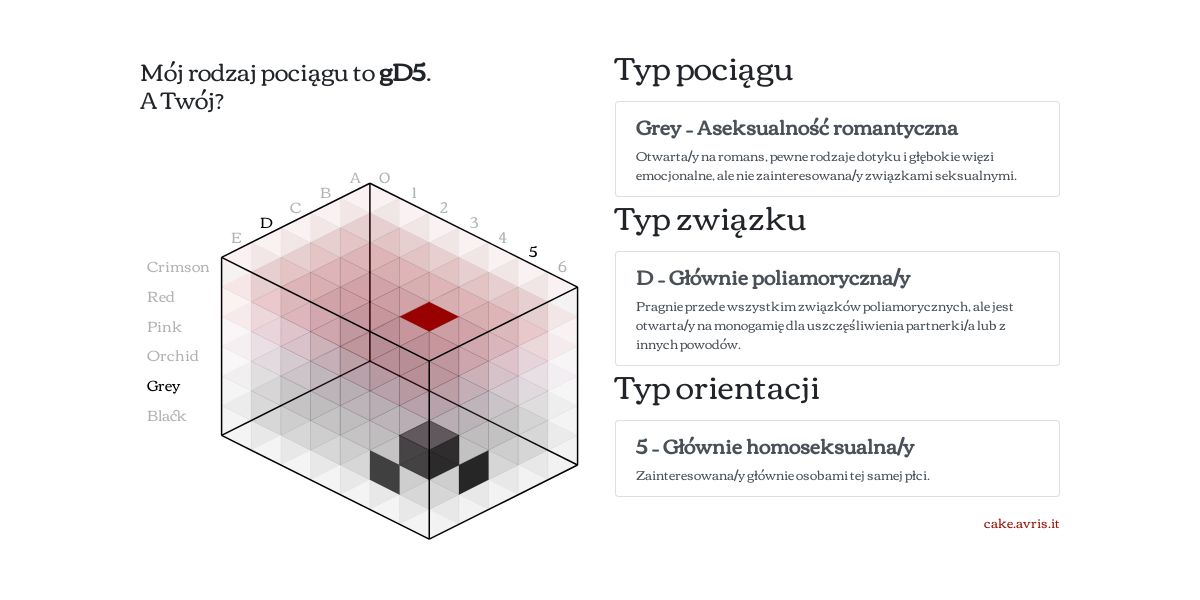 Mój rodzaj pociągu to gD5.
A Twój?
A O
B 1
C 2
D 3
E 4
5
6
Crimson
Red
Pink
Orchid
Grey
Black
Typ pociągu
Grey – Aseksualność romantyczna
Otwarta/y na romans, pewne rodzaje dotyku i głębokie więzi
emocjonalne, ale nie zainteresowana/y związkami seksualnymi.
Typ związku
D – Głównie poliamoryczna/y
Pragnie przede wszystkim związków poliamorycznych, ale jest
otwarta/y na monogamię dla uszczęśliwienia partnerki/a lub z
innych powodów.
Typ orientacji
5 – Głównie homoseksualna/y
Zainteresowana/y głównie osobami tej samej płci.
cake.avris.it